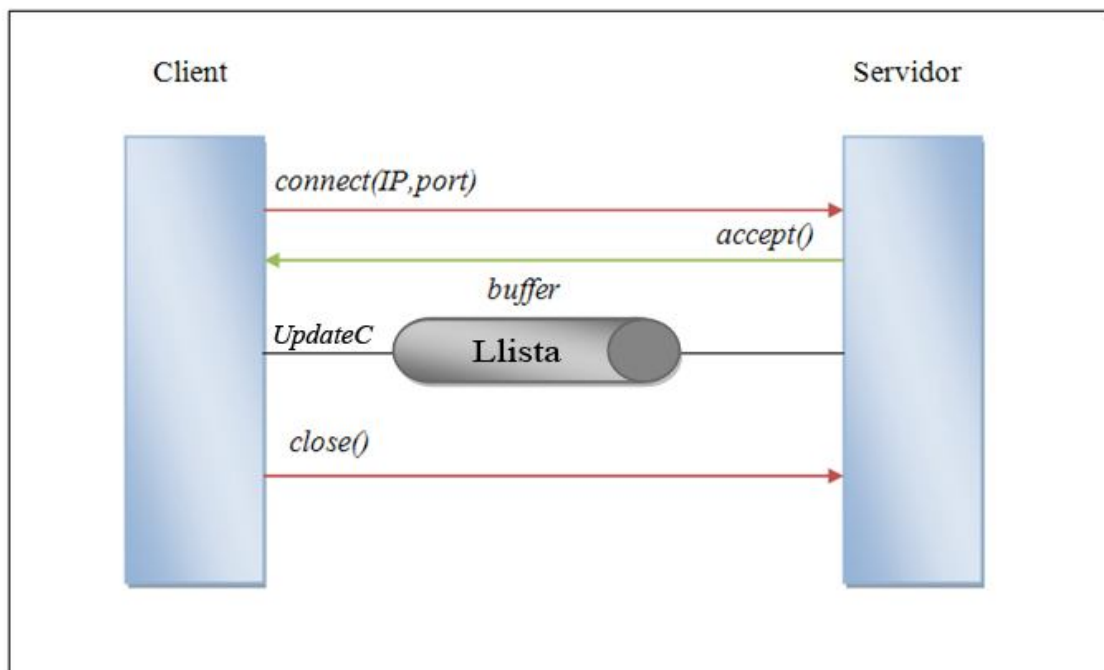 Client
Servidor
connect(IP,port)
accept()
buffer
UpdateC
Llista
close()